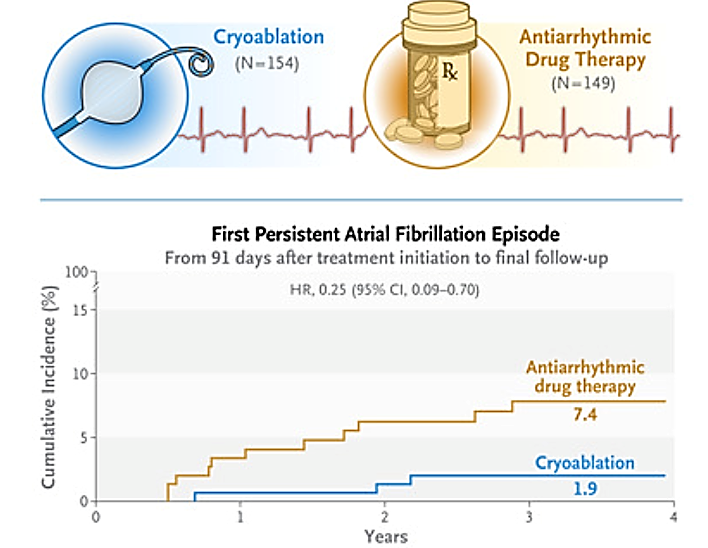 Cryoablation
(N=154)
Antiarrhythmic
Drug Therapy
(N=149)
Rx
First Persistent Atrial Fibrillation Episode
From 91 days after treatment initiation to final follow-up
HR, 0.25 (95% CI, 0.09–0.70)
Cumulative Incidence (%)
100
15
10
5
0
Antiarrhythmic
drug therapy
7.4
Cryoablation
1.9
0 1 2 3 4
Years